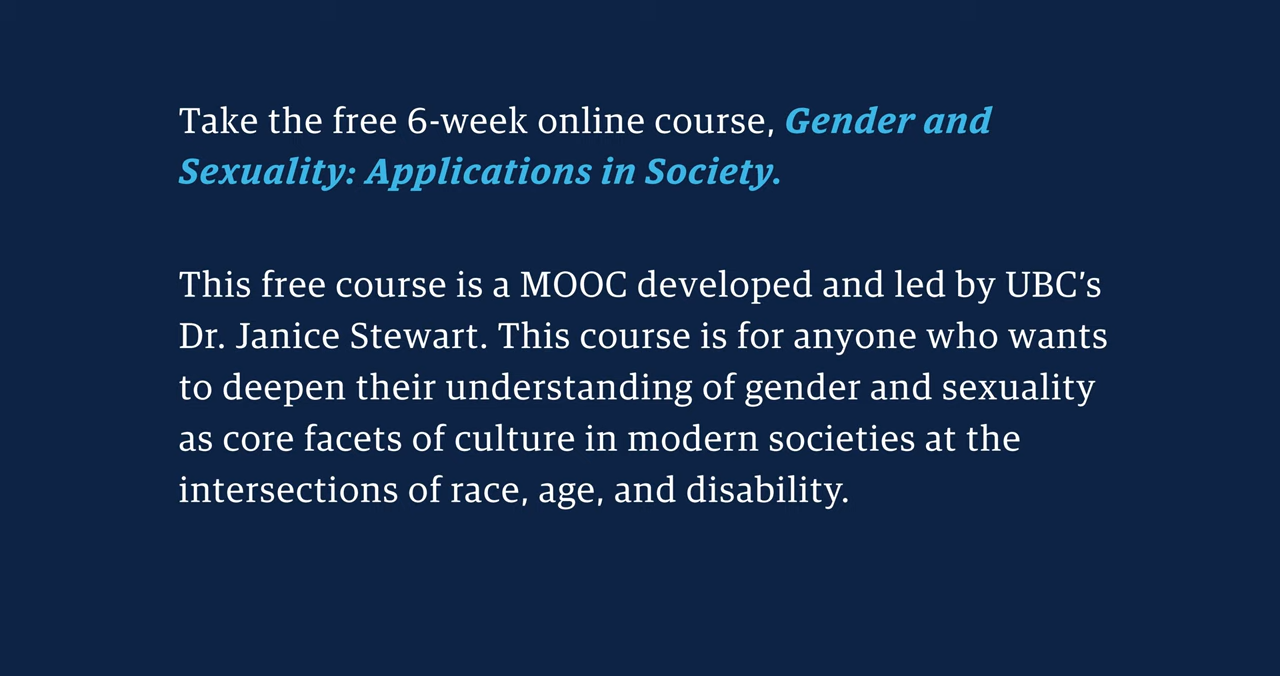 Take the free 6-week online course, Gender and
Sexuality: Applications in Society.
This free course is a MOOC developed and led by UBC’s
Dr. Janice Stewart. This course is for anyone who wants
to deepen their understanding of gender and sexuality
as core facets of culture in modern societies at the
intersections of race, age, and disability.